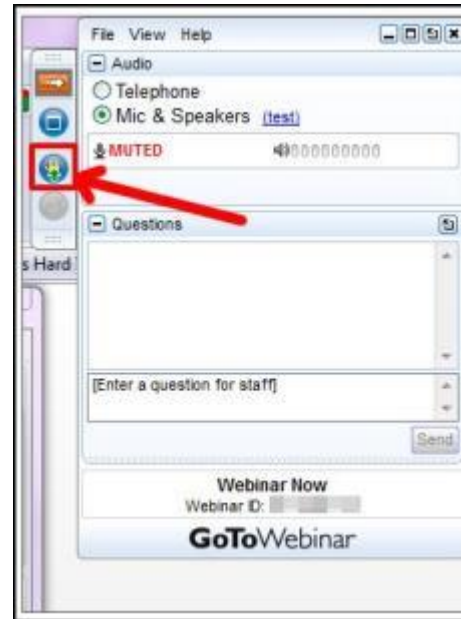 File View Help
Audio
Telephone
Mic & Speakers (test)
MUTED
Questions
s Hard
[Enter a question for staff]
Send
Webinar Now
Webinar ID:
GoToWebinar